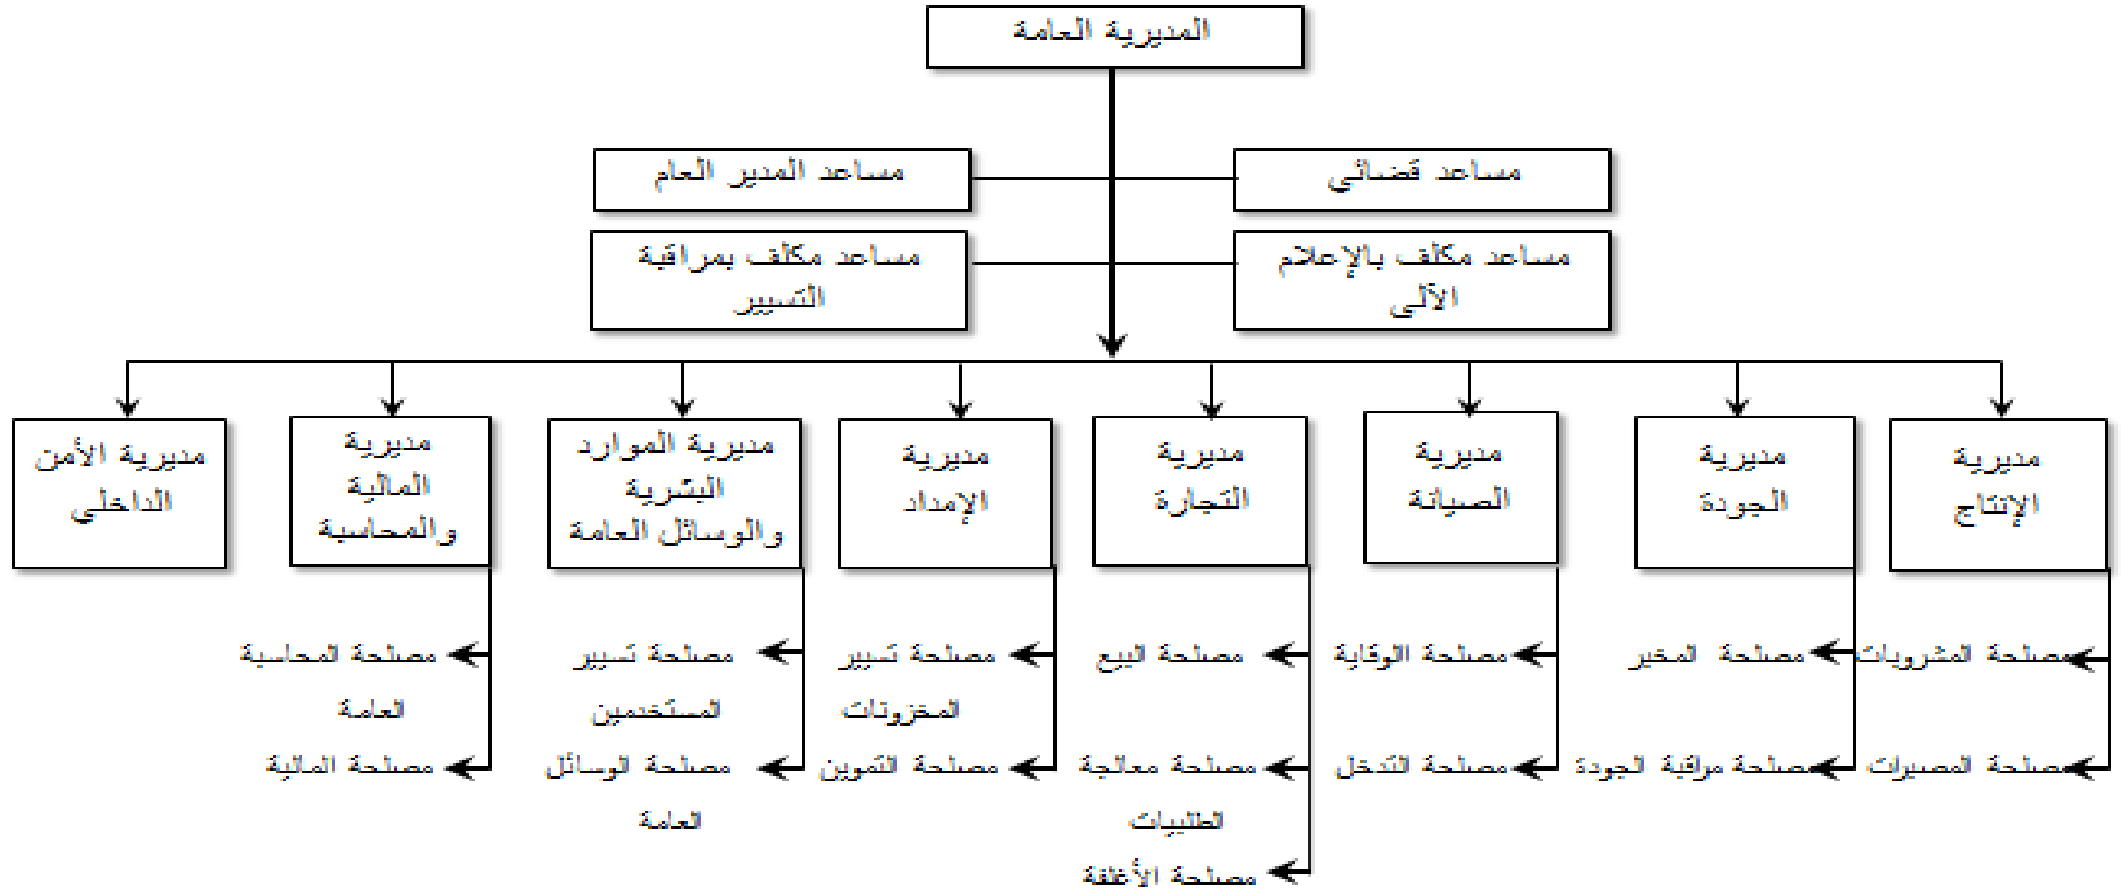 المديرية العامة
مساعد قضائي
مساعد المدير العام
مساعد مكلف بالإعلام
الآلي
مساعد مكلف بمراقبة
التسيير
مديرية
الإنتاج
مديرية
الجودة
مديرية
الصيانة
مديرية
التجارة
مديرية
الإمداد
مديرية الموارد
البشرية
والوسائل العامة
مديرية
المالية
والمحاسبة
مديرية الأمن
الداخلي
مصلحة المشروبات
مصلحة المصبرات
مصلحة المخبر
مصلحة مراقبة الجودة
مصلحة الوقاية
مصلحة التدخل
مصلحة البيع
مصلحة معالجة
الطلبيات
مصلحة الأغلفة
مصلحة تسيير
المخزونات
مصلحة التموين
مصلحة تسيير
المستخدمين
مصلحة الوسائل
العامة
مصلحة المحاسبة
العامة
مصلحة المالية